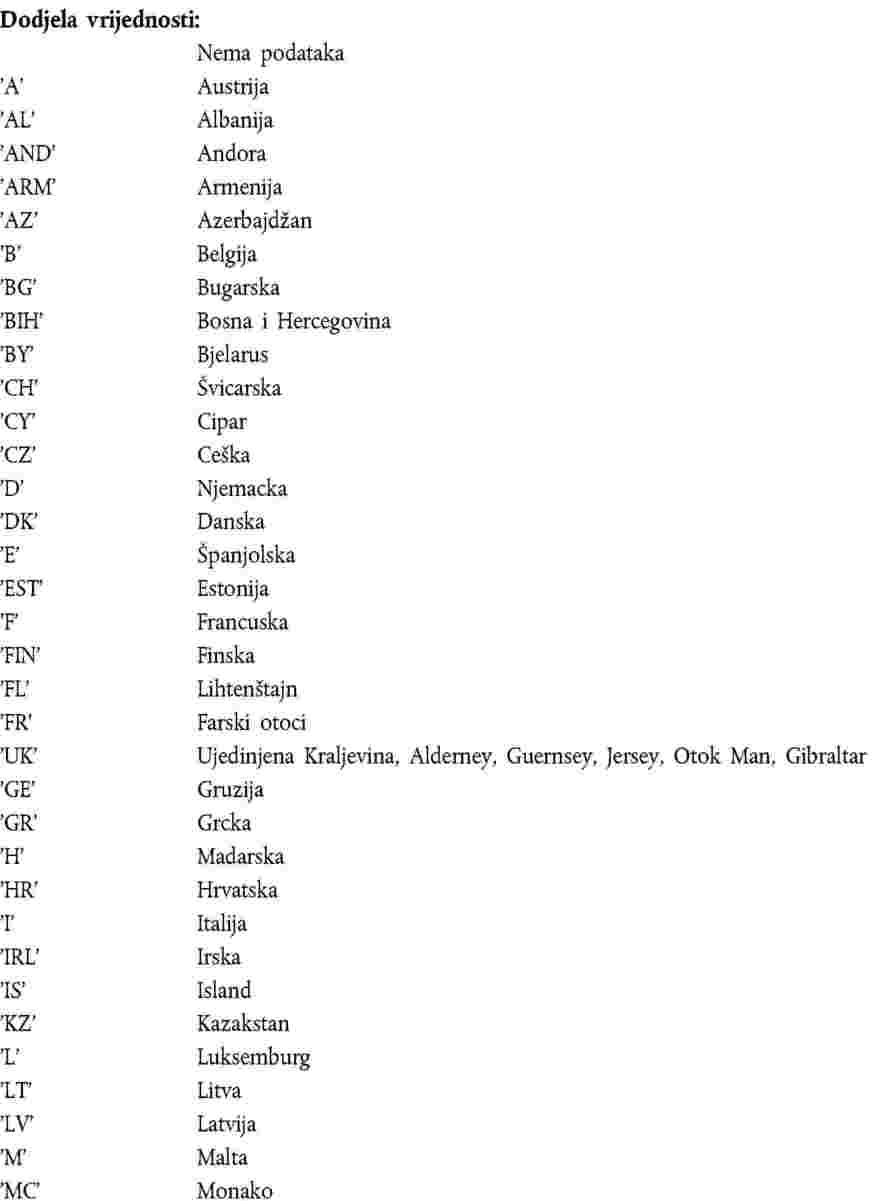 Dodjela vrijednosti:
Nema podataka
'A' Austrija
'AL' Albanija
'AND' Andora
'ARM' Armenija
'AZ' Azerbajdžan
'B' Belgija
'BG' Bugarska
'BIH' Bosna i Hercegovina
'BY' Bjelarus
'CH' Švicarska
'CY' Cipar
'CZ' Ceška
'D' Njemacka
'DK' Danska
'E' Španjolska
'EST' Estonija
'F' Francuska
'FIN' Finska
'FL' Lihtenštajn
'FR' Farski otoci
'UK' Ujedinjena Kraljevina, Alderney, Guernsey, Jersey, Otok Man, Gibraltar
'GE' Gruzija
'GR' Grcka
'H' Madarska
'HR' Hrvatska
'I' Italija
'IRL' Irska
'IS' Island
'KZ' Kazakstan
'L' Luksemburg
'LT' Litva
'LV' Latvija
'M' Malta
'MC' Monako